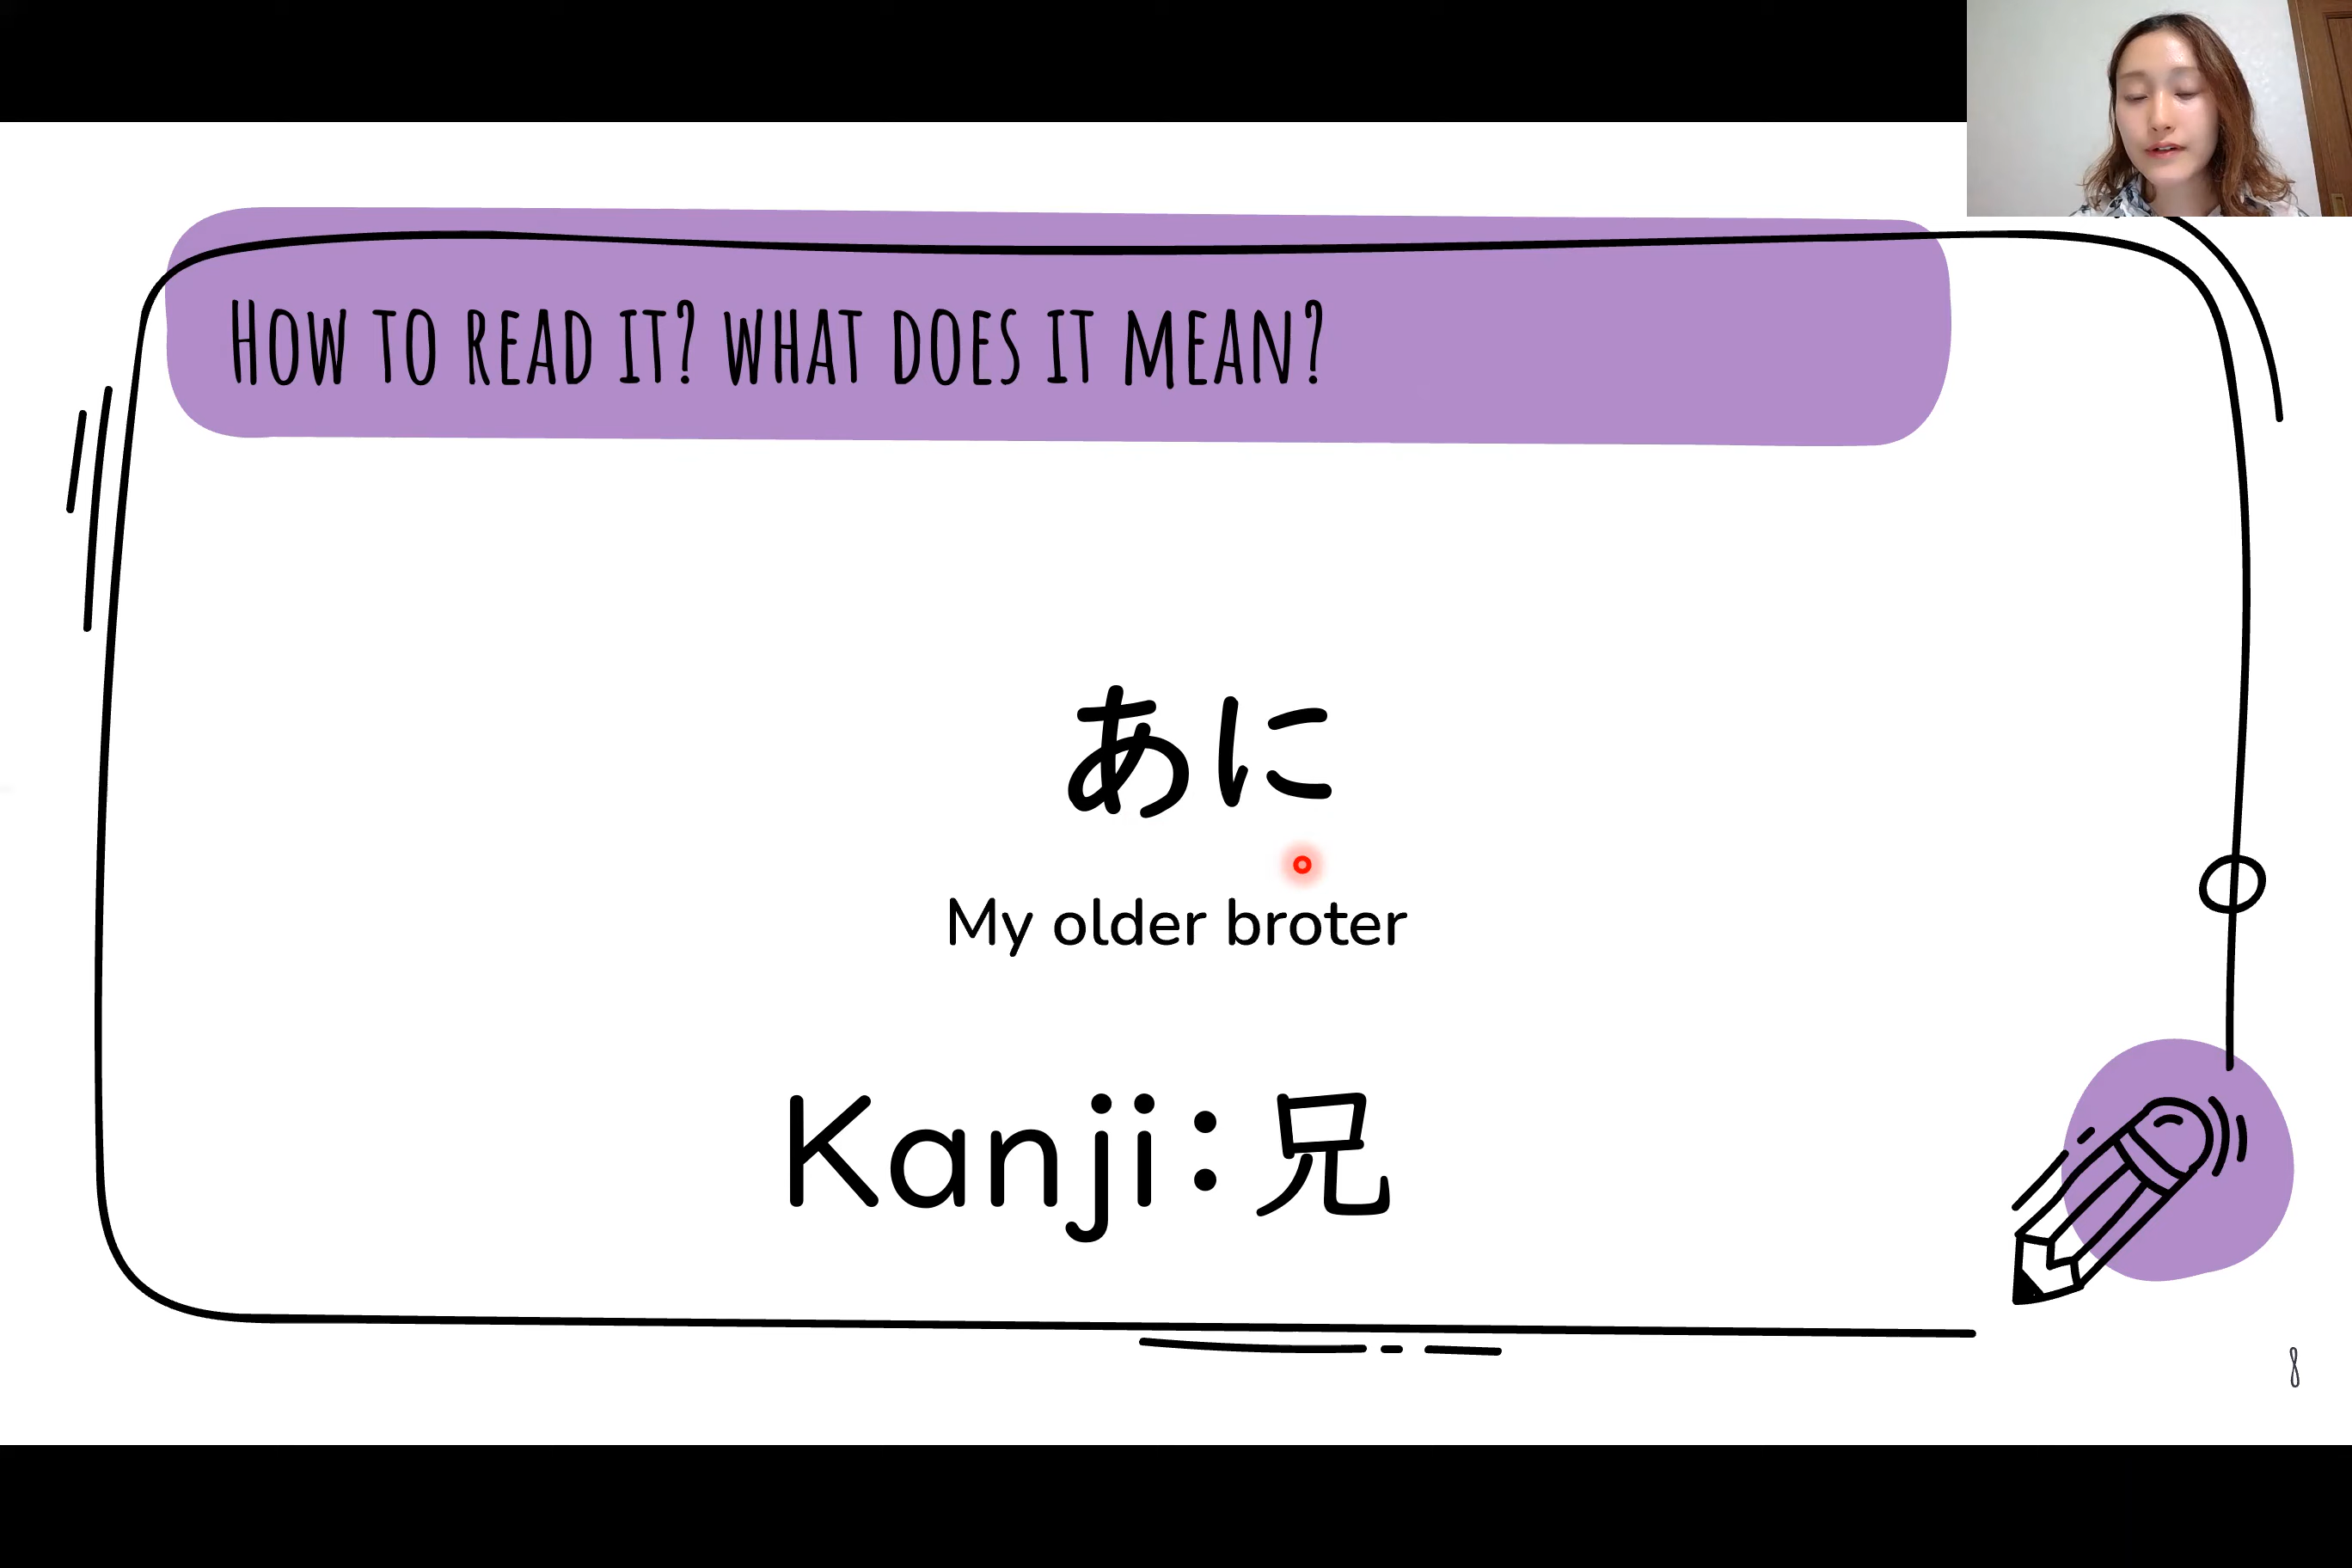 How to read it? what does it mean?
あに
My older broter
Kanji：兄
8